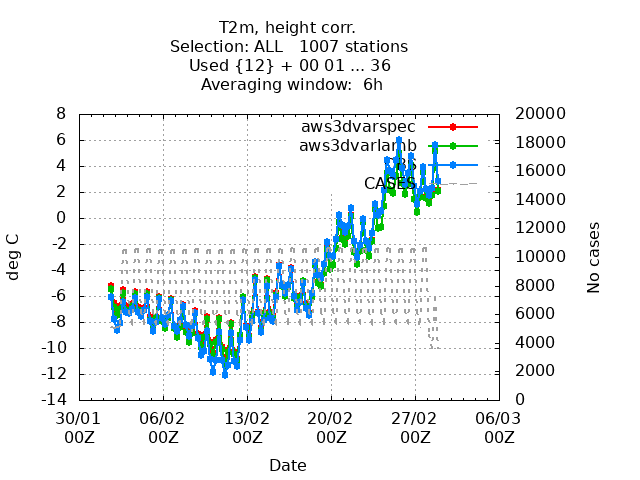 T2m, height corr.
Selection: ALL   1007 stations
Used {12} + 00 01 ... 36
Averaging window:  6h
8
6
4
2
0
-2
-4
-6
-8
-10
-12
-14
deg C
20000
18000
16000
14000
12000
10000
8000
6000
4000
2000
0
No cases
aws3dvarspec
aws3dvarlamb
CASES
30/01 00Z
06/02 00Z
13/02 00Z
20/02 00Z
27/02 00Z
06/03 00Z
Date